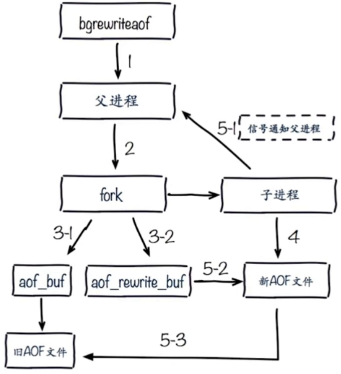 bgrewriteaof
1
父进程
5-1
信号通知父进程
2
fork
子进程
3-1
3-2
4
aof_buf
aof_rewrite_buf
5-2
新AOF文件
旧AOF文件
5-3